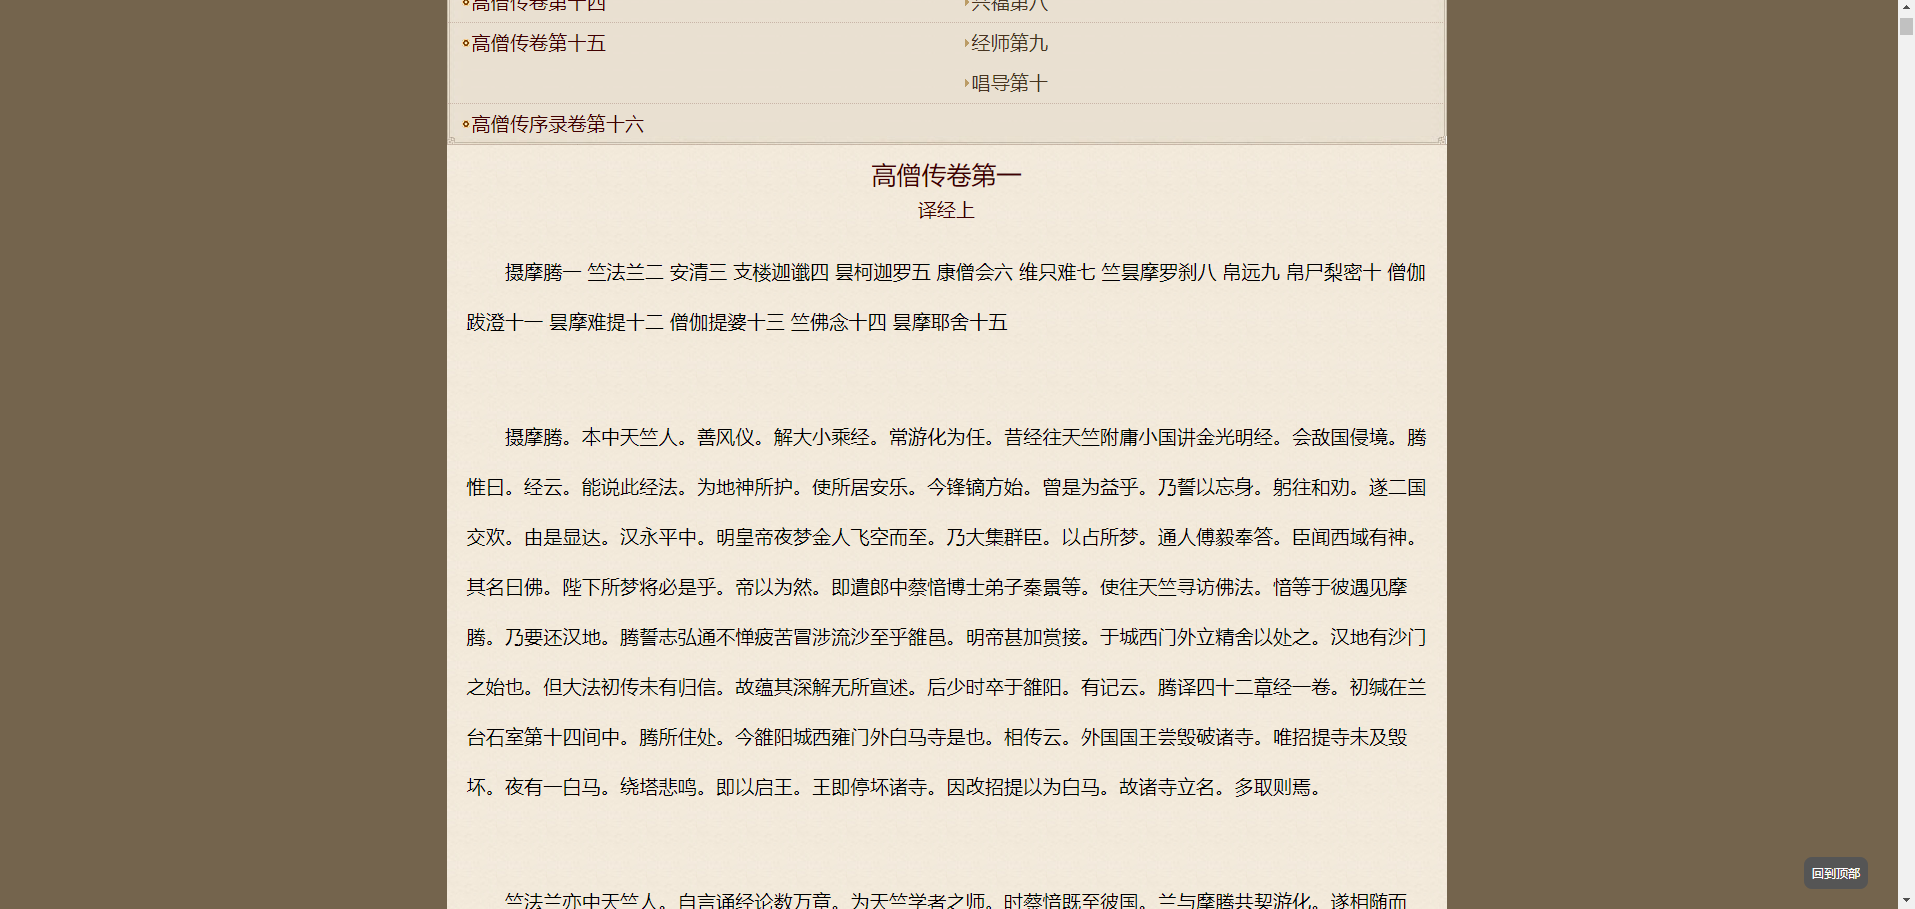 高僧传卷第十四
兴福第八
高僧传卷第十五
经师第九
唱导第十
高僧传序录卷第十六
高僧传卷第一
译经上
摄摩腾一 竺法兰二 安清三 支楼迦谶四 昙柯迦罗五 康僧会六 维只难七 竺昙摩罗刹八 帛远九 帛尸梨密十 僧伽
跋澄十一 昙摩难提十二 僧伽提婆十三 竺佛念十四 昙摩耶舍十五
摄摩腾。本中天竺人。善风仪。解大小乘经。常游化为任。昔经往天竺附庸小国讲金光明经。会敌国侵境。腾
惟曰。经云。能说此经法。为地神所护。使所居安乐。今锋镝方始。曾是为益乎。乃誓以忘身。躬往和劝。遂二国
交欢。由是显达。汉永平中。明皇帝夜梦金人飞空而至。乃大集群臣。以占所梦。通人傅毅奉答。臣闻西域有神。
其名曰佛。陛下所梦将必是乎。帝以为然。即遣郎中蔡愔博士弟子秦景等。使往天竺寻访佛法。愔等于彼遇见摩
腾。乃要还汉地。腾誓志弘通不惮疲苦冒涉流沙至乎雒邑。明帝甚加赏接。于城西门外立精舍以处之。汉地有沙门
之始也。但大法初传未有归信。故蕴其深解无所宣述。后少时卒于雒阳。有记云。腾译四十二章经一卷。初缄在兰
台石室第十四间中。腾所住处。今雒阳城西雍门外白马寺是也。相传云。外国国王尝毁破诸寺。唯招提寺未及毁
坏。夜有一白马。绕塔悲鸣。即以启王。王即停坏诸寺。因改招提以为白马。故诸寺立名。多取则焉。
竺法兰亦中天竺人。自言诵经论数万章。为天竺学者之师。时蔡愔既至彼国。兰与摩腾共契游化。遂相随而
回到顶部